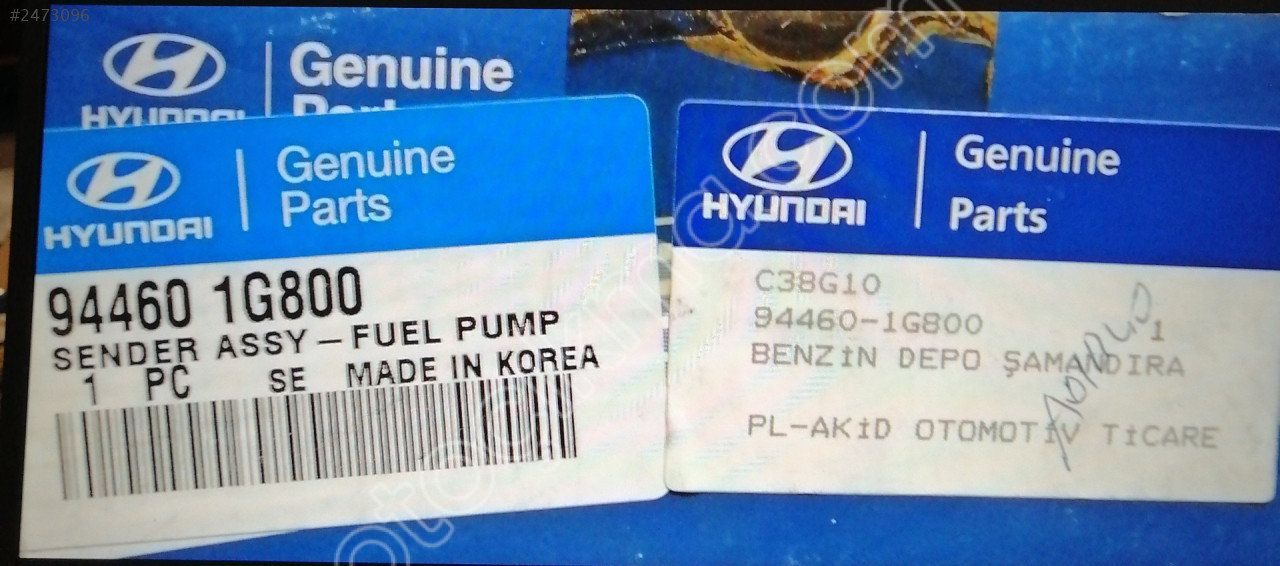 #2473096
HYUNDAI
Genuine
HYUNDAI
Genuine
Parts
94460 1G800
SENDER ASSY-FUEL PUMP
1 PC SE MADE IN KOREA
HYUNDAI
Genuine
Parts
C38G10
94460-1G800 1
BENZİN DEPO ŞAMANDIRA
PL-AKİD OTOMOTİV TİCARE